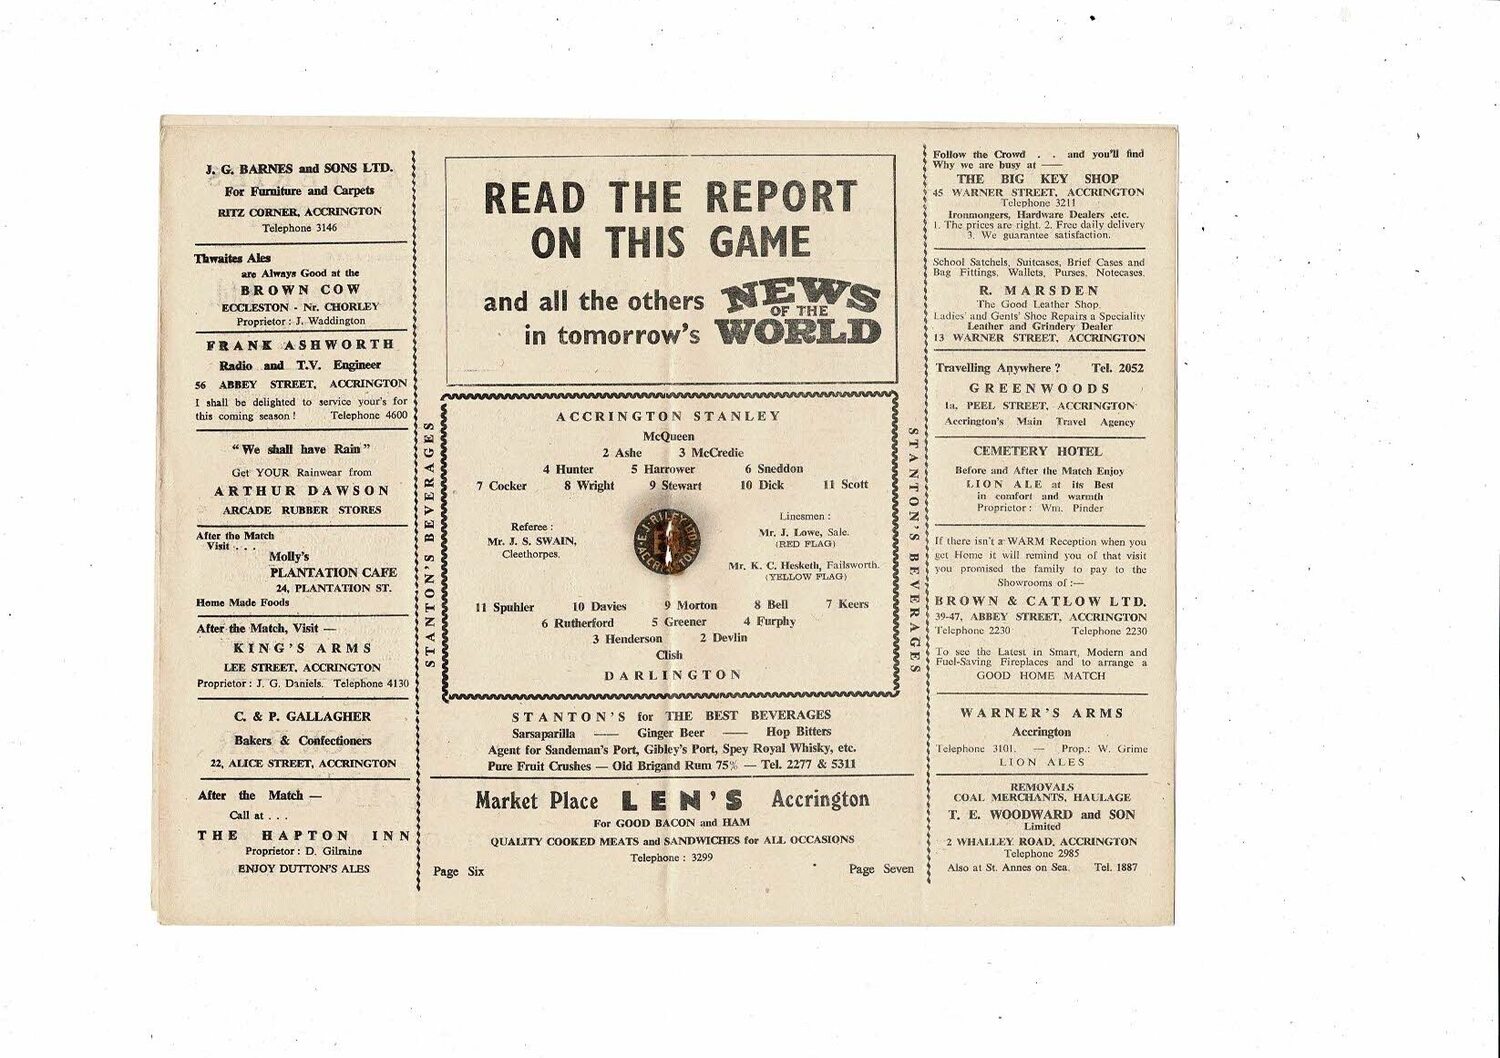 J. G. BARNES and SONS LTD.
For Furniture and Carpets
RITZ CORNER, ACCRINGTON
Telephone 3146
Thwaites Ales
are Always Good at the
BROWN COW
ECCLESTON - Nr. CHORLEY
Proprietor : J. Waddington
FRANK ASHWORTH
Radio and T.V. Engineer
56 ABBEY STREET, ACCRINGTON
I shall be delighted to service your's for
this coming season ! Telephone 4600
"We shall have Rain"
Get YOUR Rainwear from
ARTHUR DAWSON
ARCADE RUBBER STORES
After the Match
Visit . . .
Molly's
PLANTATION CAFE
24, PLANTATION ST.
Home Made Foods
After the Match, Visit —
KING'S ARMS
LEE STREET, ACCRINGTON
Proprietor : J. G. Daniels. Telephone 4130
C. & P. GALLAGHER
Bakers & Confectioners
22, ALICE STREET, ACCRINGTON
After the Match —
Call at . . .
THE HAPTON INN
Proprietor : D. Gilraine
ENJOY DUTTON'S ALES
STANTON'S BEVERAGES
READ THE REPORT
ON THIS GAME
and all the others
in tomorrow's
NEWS
OF THE
WORLD
ACCRINGTON STANLEY
McQueen
2 Ashe 3 McCredie
4 Hunter 5 Harrower 6 Sneddon
7 Cocker 8 Wright 9 Stewart 10 Dick 11 Scott
Referee :
Mr. J. S. SWAIN,
Cleethorpes.
E. J. RILEY LTD
ACCRINGTON
Linesmen :
Mr. J. Lowe, Sale.
(RED FLAG)
Mr. K. C. Hesketh, Failsworth.
(YELLOW FLAG)
11 Spuhler 10 Davies 9 Morton 8 Bell 7 Keers
6 Rutherford 5 Greener 4 Furphy
3 Henderson 2 Devlin
Clish
DARLINGTON
STANTON'S for THE BEST BEVERAGES
Sarsaparilla — Ginger Beer — Hop Bitters
Agent for Sandeman's Port, Gibley's Port, Spey Royal Whisky, etc.
Pure Fruit Crushes — Old Brigand Rum 75% — Tel. 2277 & 5311
Market Place LEN'S Accrington
For GOOD BACON and HAM
QUALITY COOKED MEATS and SANDWICHES for ALL OCCASIONS
Telephone : 3299
Page Six
Page Seven
STANTON'S BEVERAGES
Follow the Crowd . . and you'll find
Why we are busy at —
THE BIG KEY SHOP
45 WARNER STREET, ACCRINGTON
Telephone 3211
Ironmongers, Hardware Dealers ,etc.
1. The prices are right. 2. Free daily delivery
3. We guarantee satisfaction.
School Satchels, Suitcases, Brief Cases and
Bag Fittings, Wallets, Purses, Notecases.
R. MARSDEN
The Good Leather Shop
Ladies' and Gents' Shoe Repairs a Speciality
Leather and Grindery Dealer
13 WARNER STREET, ACCRINGTON
Travelling Anywhere ? Tel. 2052
GREENWOODS
1a, PEEL STREET, ACCRINGTON
Accrington's Main Travel Agency
CEMETERY HOTEL
Before and After the Match Enjoy
LION ALE at its Best
in comfort and warmth
Proprietor : Wm. Pinder
If there isn't a WARM Reception when you
get Home it will remind you of that visit
you promised the family to pay to the
Showrooms of :—
BROWN & CATLOW LTD.
39-47, ABBEY STREET, ACCRINGTON
Telephone 2230 Telephone 2230
To see the Latest in Smart, Modern and
Fuel-Saving Fireplaces and to arrange a
GOOD HOME MATCH
WARNER'S ARMS
Accrington
Telephone 3101. — Prop.: W. Grime
LION ALES
REMOVALS
COAL MERCHANTS, HAULAGE
T. E. WOODWARD and SON
Limited
2 WHALLEY ROAD, ACCRINGTON
Telephone 2985
Also at St. Annes on Sea. Tel. 1887